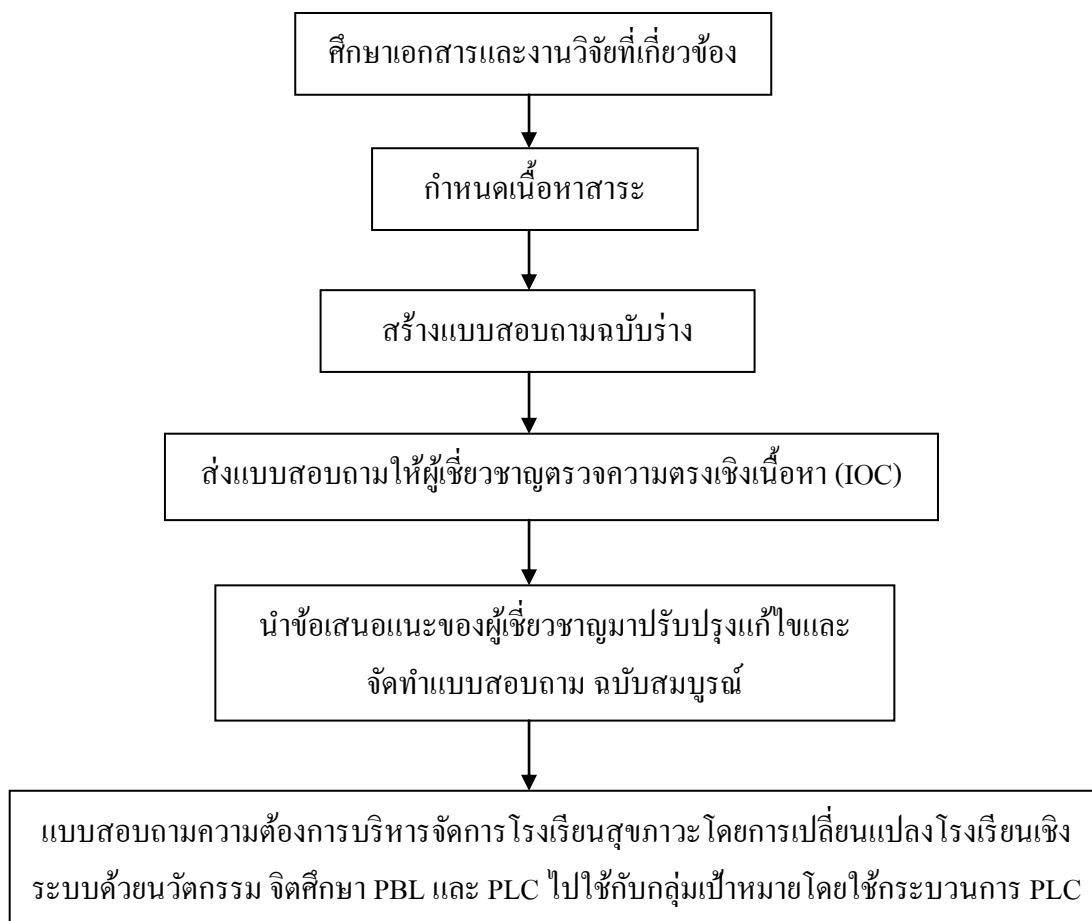 ศึกษาเอกสารและงานวิจัยที่เกี่ยวข้อง
กำหนดเนื้อหาสาระ
สร้างแบบสอบถามฉบับร่าง
ส่งแบบสอบถามให้ผู้เชี่ยวชาญตรวจความตรงเชิงเนื้อหา (IOC)
นำข้อเสนอแนะของผู้เชี่ยวชาญมาปรับปรุงแก้ไขและ
จัดทำแบบสอบถาม ฉบับสมบูรณ์
แบบสอบถามความต้องการบริหารจัดการโรงเรียนสุขภาวะโดยการเปลี่ยนแปลงโรงเรียนเชิง
ระบบด้วยนวัตกรรม จิตศึกษา PBL และ PLC ไปใช้กับกลุ่มเป้าหมายโดยใช้กระบวนการ PLC